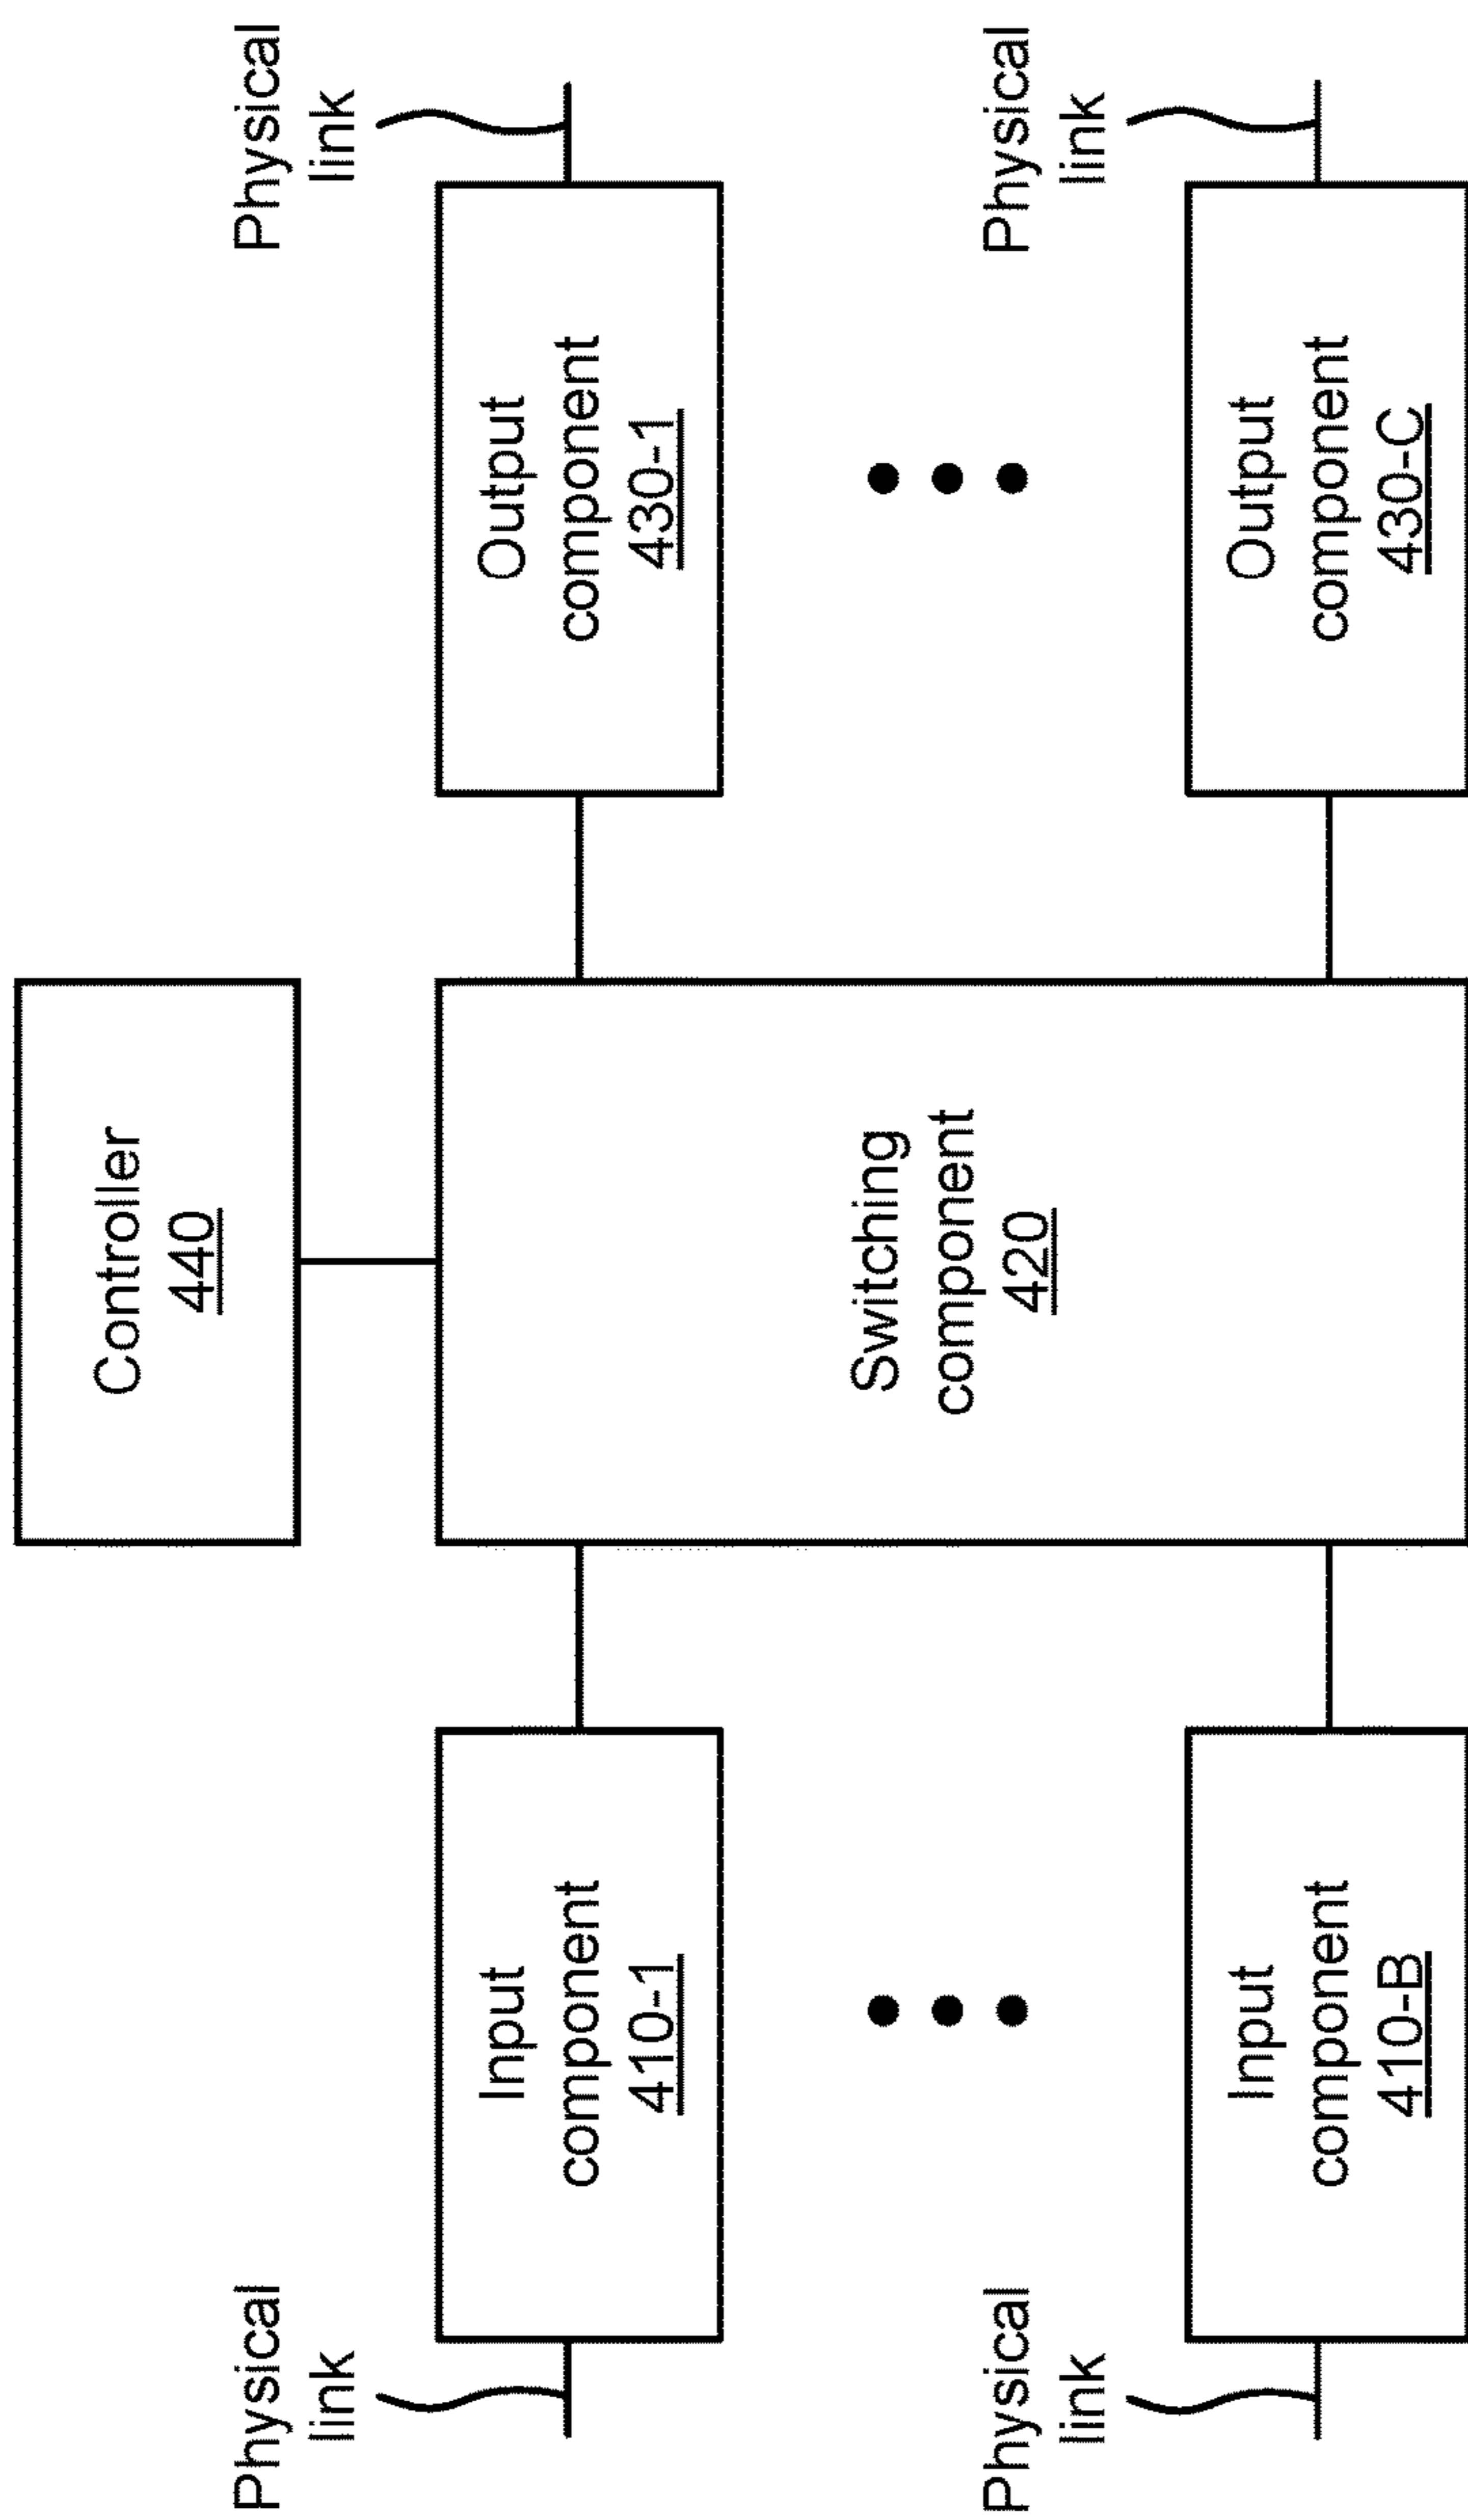 Controller
440
Physical
link
Input
component
410-1
Switching
component
420
Output
component
430-1
Physical
link
Physical
link
Input
component
410-B
Output
component
430-C
Physical
link